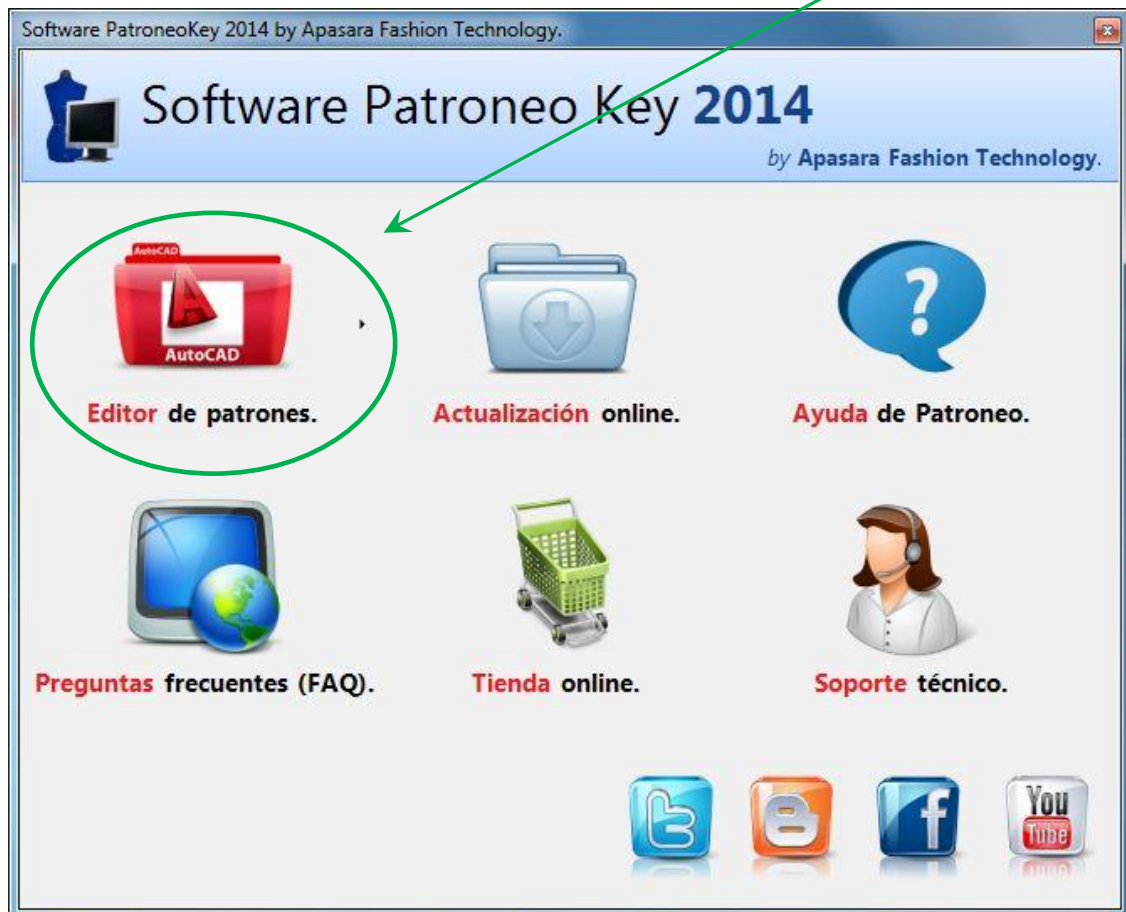 Software PatroneoKey 2014 by Apasara Fashion Technology.
Software Patroneo Key 2014
by Apasara Fashion Technology.
AutoCAD
A
AutoCAD
Editor de patrones.
Actualización online.
?
Ayuda de Patroneo.
Preguntas frecuentes (FAQ).
Tienda online.
Soporte técnico.
You
Tube